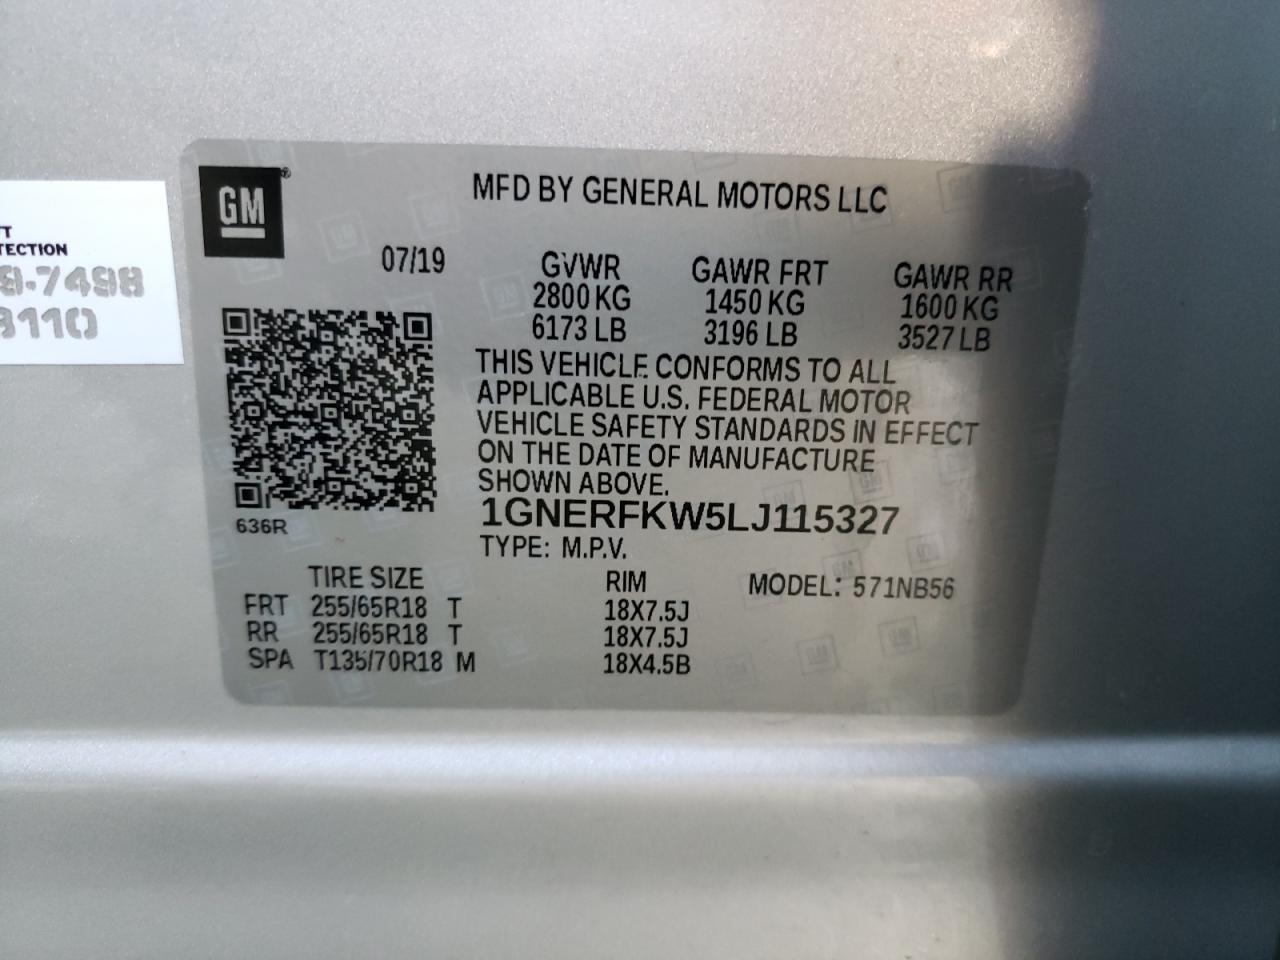 GM
®
MFD BY GENERAL MOTORS LLC
07/19 GVWR GAWR FRT GAWR RR
2800 KG 1450 KG 1600 KG
6173 LB 3196 LB 3527 LB
THIS VEHICLE CONFORMS TO ALL
APPLICABLE U.S. FEDERAL MOTOR
VEHICLE SAFETY STANDARDS IN EFFECT
ON THE DATE OF MANUFACTURE
SHOWN ABOVE.
1GNERFKW5LJ115327
636R
TYPE: M.P.V.
TIRE SIZE RIM MODEL: 571NB56
FRT 255/65R18 T 18X7.5J
RR 255/65R18 T 18X7.5J
SPA T135/70R18 M 18X4.5B